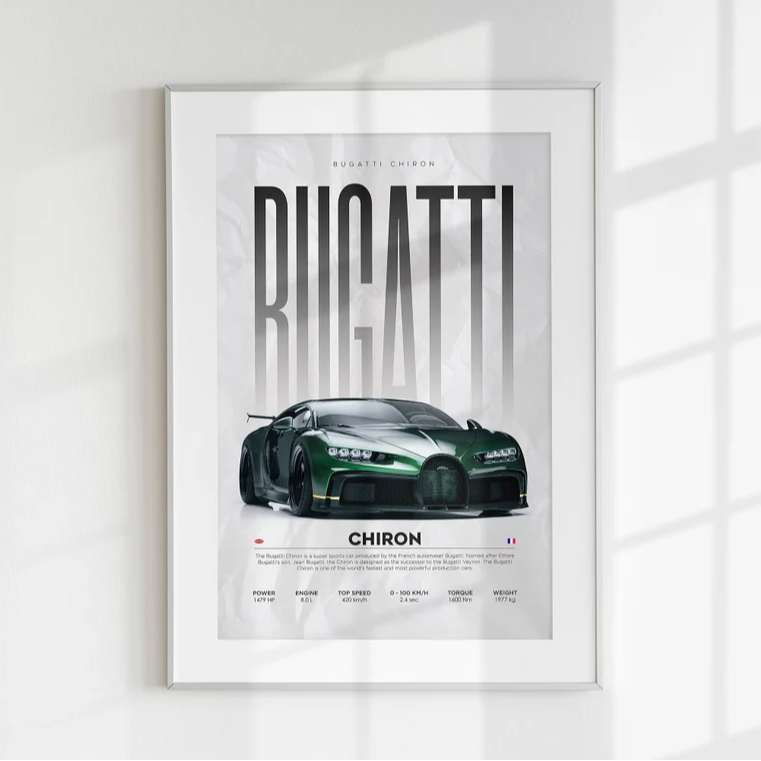 BUGATTI CHIRON
BUGATTI
CHIRON
The Bugatti Chiron is a super sports car produced by the French automaker Bugatti. Named after Ettore
Bugatti's son, Jean Bugatti, the Chiron is designed as the successor to the Bugatti Veyron. The Bugatti
Chiron is one of the world's fastest and most powerful production cars.
POWER ENGINE TOP SPEED 0 - 100 KM/H TORQUE WEIGHT
1479 HP 8.0 L 420 km/h 2.4 sec 1600 Nm 1977 kg